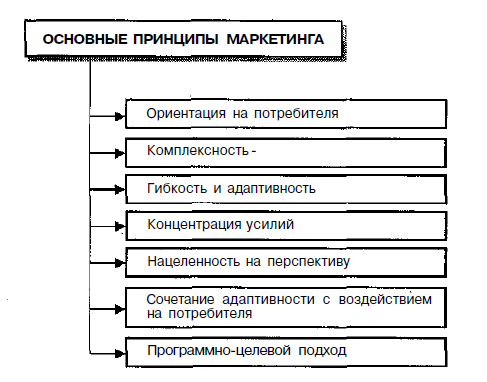 ОСНОВНЫЕ ПРИНЦИПЫ МАРКЕТИНГА
Ориентация на потребителя
Комплексность -
Гибкость и адаптивность
Концентрация усилий
Нацеленность на перспективу
Сочетание адаптивности с воздействием
на потребителя
Программно-целевой подход